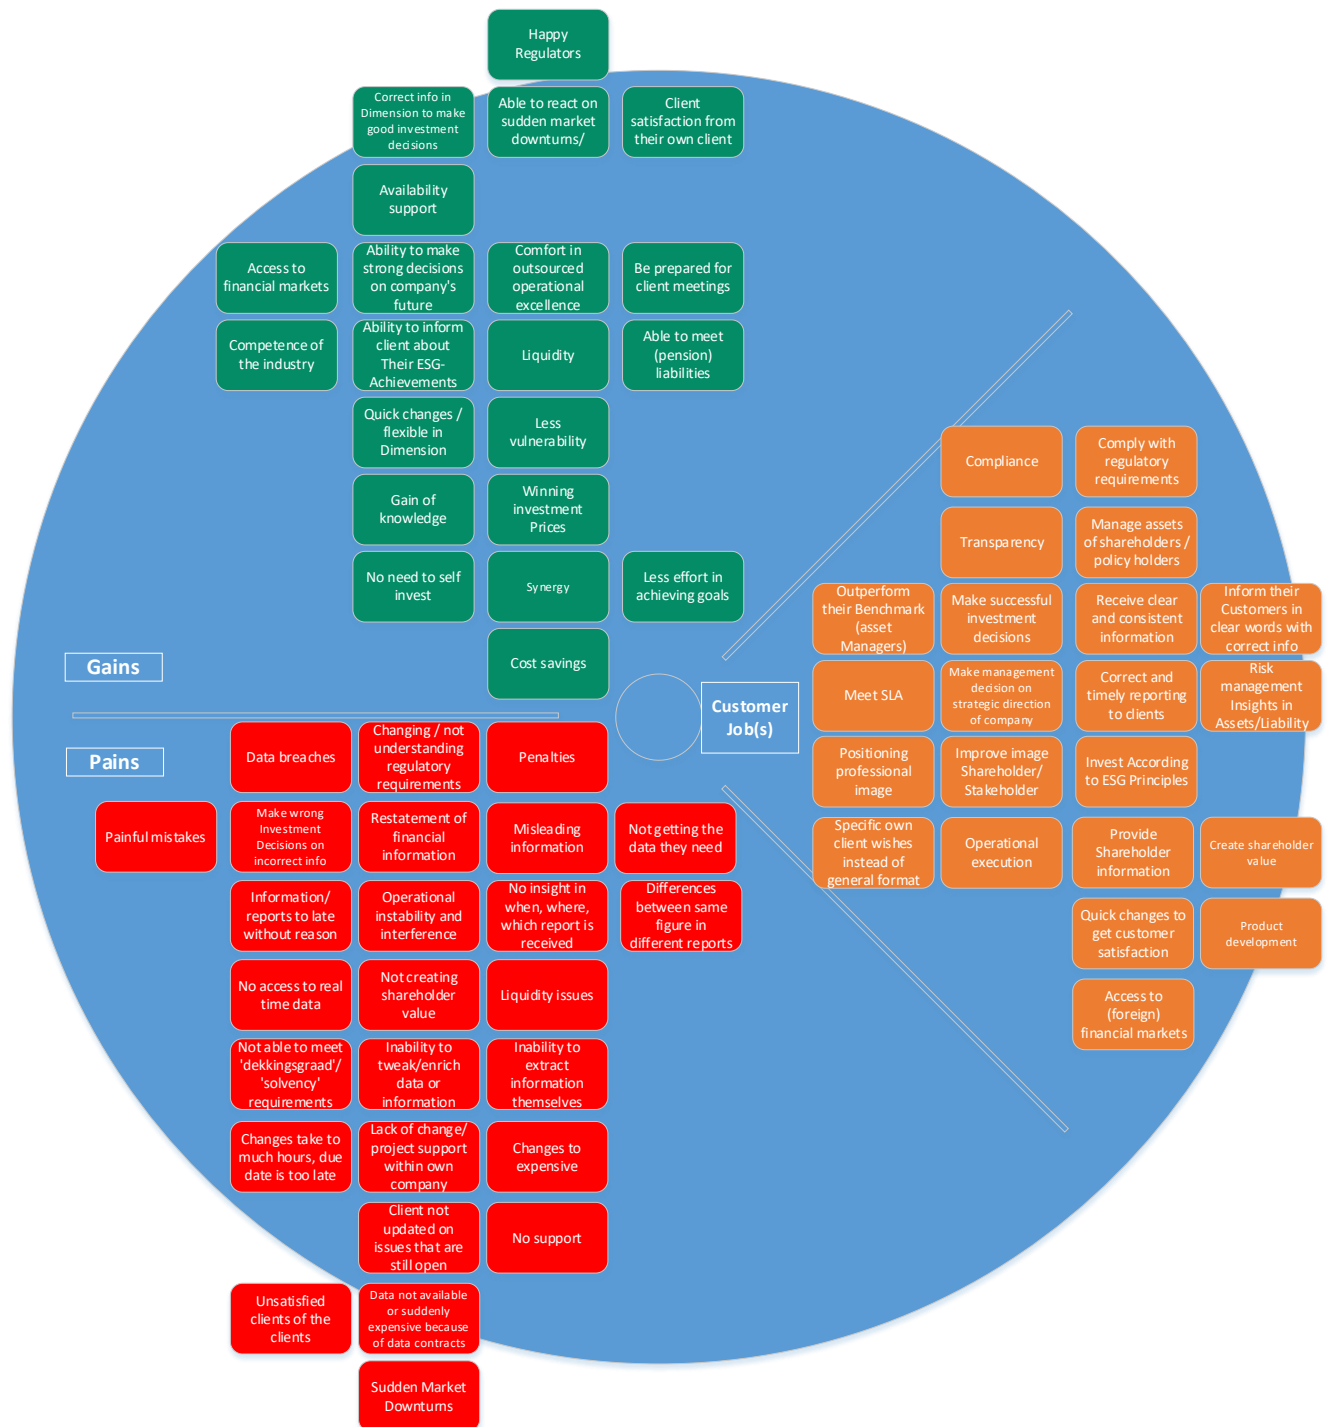 Happy
Regulators
Correct info in
Dimension to make
good investment
decisions
Able to react on
sudden market
downturns/
Client
satisfaction from
their own client
Availability
support
Access to
financial markets
Ability to make
strong decisions
on company's
future
Comfort in
outsourced
operational
excellence
Be prepared for
client meetings
Competence of
the industry
Ability to inform
client about
Their ESG-
Achievements
Liquidity
Able to meet
(pension)
liabilities
Quick changes /
flexible in
Dimension
Less
vulnerability
Gain of
knowledge
Winning
investment
Prices
No need to self
invest
Synergy
Less effort in
achieving goals
Cost savings
Gains
Customer
Job(s)
Compliance
Comply with
regulatory
requirements
Transparency
Manage assets
of shareholders /
policy holders
Outperform
their Benchmark
(asset
Managers)
Make successful
investment
decisions
Receive clear
and consistent
information
Inform their
Customers in
clear words with
correct info
Meet SLA
Make management
decision on
strategic direction
of company
Correct and
timely reporting
to clients
Risk
management
Insights in
Assets/Liability
Positioning
professional
image
Improve image
Shareholder/
Stakeholder
Invest According
to ESG Principles
Specific own
client wishes
instead of
general format
Operational
execution
Provide
Shareholder
information
Create shareholder
value
Quick changes to
get customer
satisfaction
Product
development
Access to
(foreign)
financial markets
Pains
Data breaches
Changing / not
understanding
regulatory
requirements
Penalties
Painful mistakes
Make wrong
Investment
Decisions on
incorrect info
Restatement of
financial
information
Misleading
information
Not getting the
data they need
Information/
reports to late
without reason
Operational
instability and
interference
No insight in
when, where,
which report is
received
Differences
between same
figure in
different reports
No access to real
time data
Not creating
shareholder
value
Liquidity issues
Not able to meet
'dekkingsgraad'/
'solvency'
requirements
Inability to
tweak/enrich
data or
information
Inability to
extract
information
themselves
Changes take to
much hours, due
date is too late
Lack of change/
project support
within own
company
Changes to
expensive
Client not
updated on
issues that are
still open
No support
Unsatisfied
clients of the
clients
Data not available
or suddenly
expensive because
of data contracts
Sudden Market
Downturns